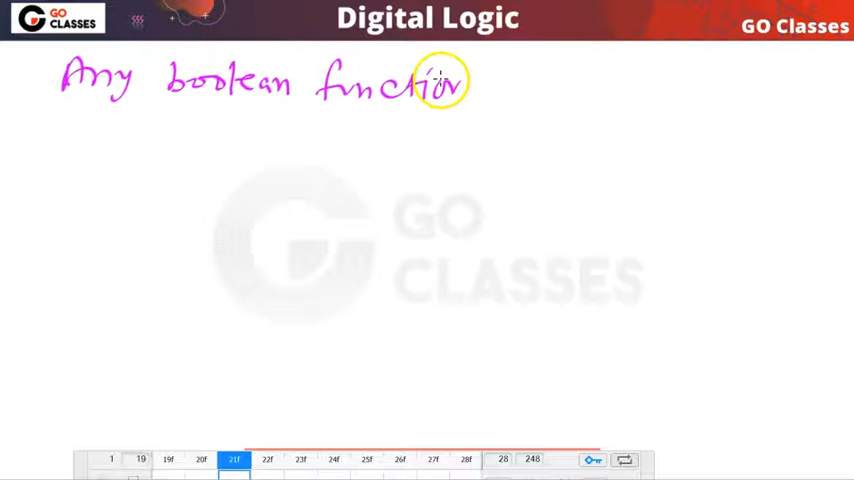 GO CLASSES
Digital Logic
GO Classes
Any boolean function
GO CLASSES
1 19 19f 20f 21f 22f 23f 24f 25f 26f 27f 28f 28 248